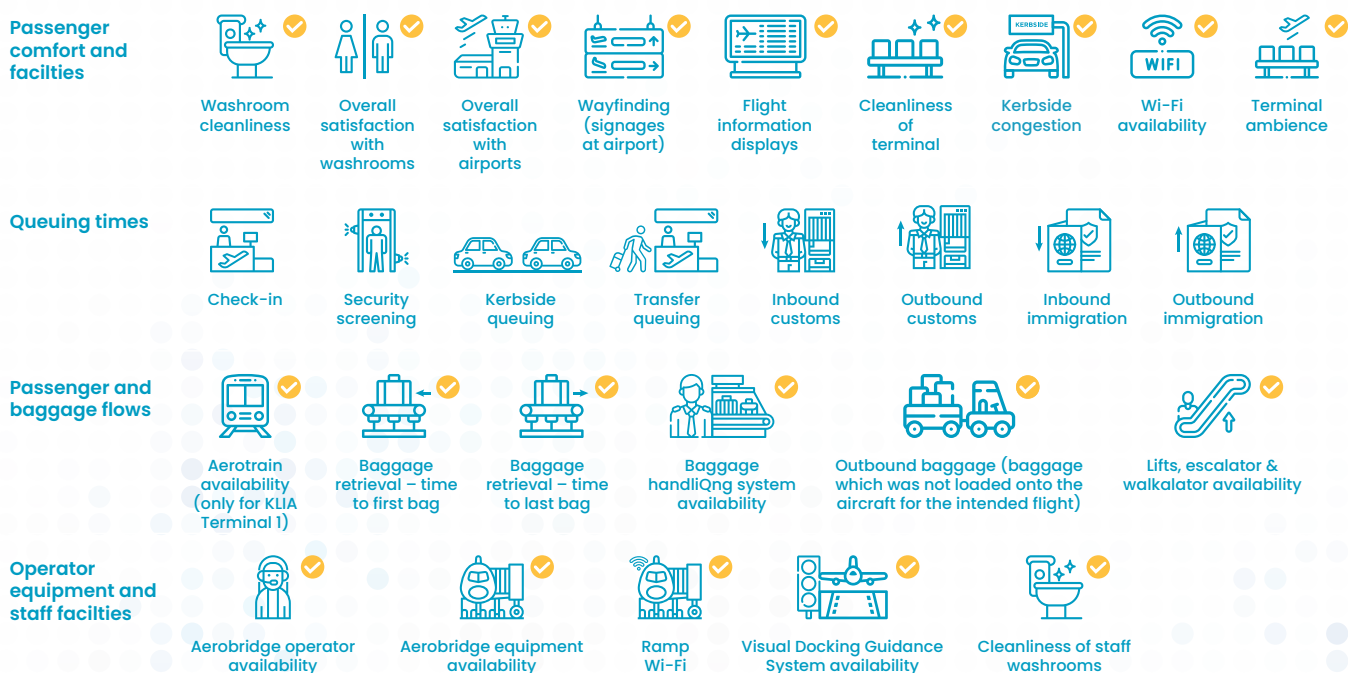 Passenger
comfort and
facilties
KERBSIDE
WIFI
Washroom
cleanliness
Overall
satisfaction
with
washrooms
Overall
satisfaction
with
airports
Wayfinding
(signages
at airport)
Flight
information
displays
Cleanliness
of
terminal
Kerbside
congestion
Wi-Fi
availability
Terminal
ambience
Queuing times
Check-in
Security
screening
Kerbside
queuing
Transfer
queuing
Inbound
customs
Outbound
customs
Inbound
immigration
Outbound
immigration
Passenger and
baggage flows
Aerotrain
availability
(only for KLIA
Terminal 1)
Baggage
retrieval – time
to first bag
Baggage
retrieval – time
to last bag
Baggage
handliQng system
availability
Outbound baggage (baggage
which was not loaded onto the
aircraft for the intended flight)
Lifts, escalator &
walkalator availability
Operator
equipment and
staff facilties
Aerobridge operator
availability
Aerobridge equipment
availability
Ramp
Wi-Fi
Visual Docking Guidance
System availability
Cleanliness of staff
washrooms